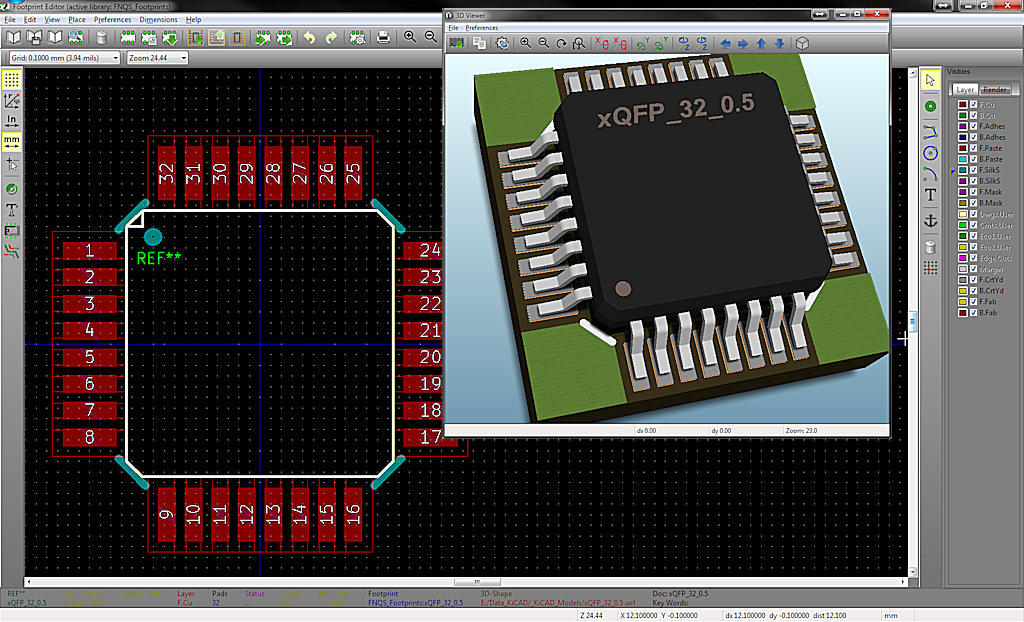 Footprint Editor (active library: FNQS_Footprints)
File Edit View Place Preferences Dimensions Help
Grid: 0.1000 mm (3.94 mils) Zoom 24.44
In
mm
3D Viewer
File Preferences
xQFP_32_0.5
dx 0.00 dy 0.00 Zoom: 23.0
32 31 30 29 28 27 26 25
REF**
1
2
3
4
5
6
7
8
24
23
22
21
20
19
18
17
9 10 11 12 13 14 15 16
Visibles
Layer Render
F.Cu
B.Cu
F.Adhes
B.Adhes
F.Paste
B.Paste
F.SilkS
B.SilkS
F.Mask
B.Mask
Dwgs.User
Cmts.User
Eco1.User
Eco2.User
Edge.Cuts
Margin
F.CrtYd
B.CrtYd
F.Fab
B.Fab
REF** Layer Pads Status Footprint 3D-Shape Doc: xQFP_32_0.5
xQFP_32_0.5 F.Cu 32 .. FNQS_Footprints:xQFP_32_0.5 E:/Data_KiCAD/_KiCAD_Models/xQFP_32_0.5.wrl Key Words:
Z 24.44 X 12.100000 Y -0.100000 dx 12.100000 dy -0.100000 dist 12.100 mm